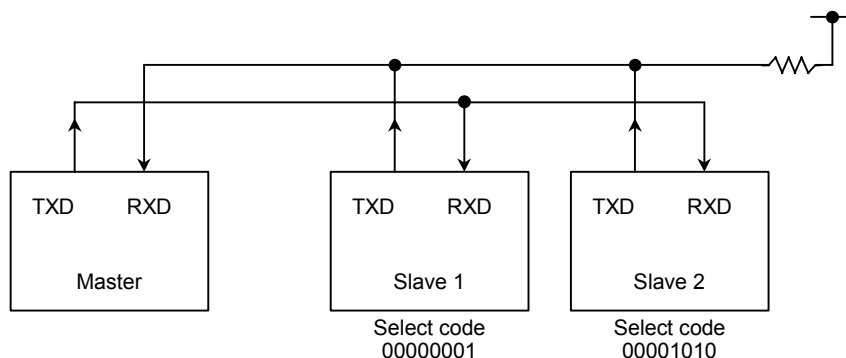 TXD RXD
Master
TXD RXD
Slave 1
TXD RXD
Slave 2
Select code
00000001
Select code
00001010